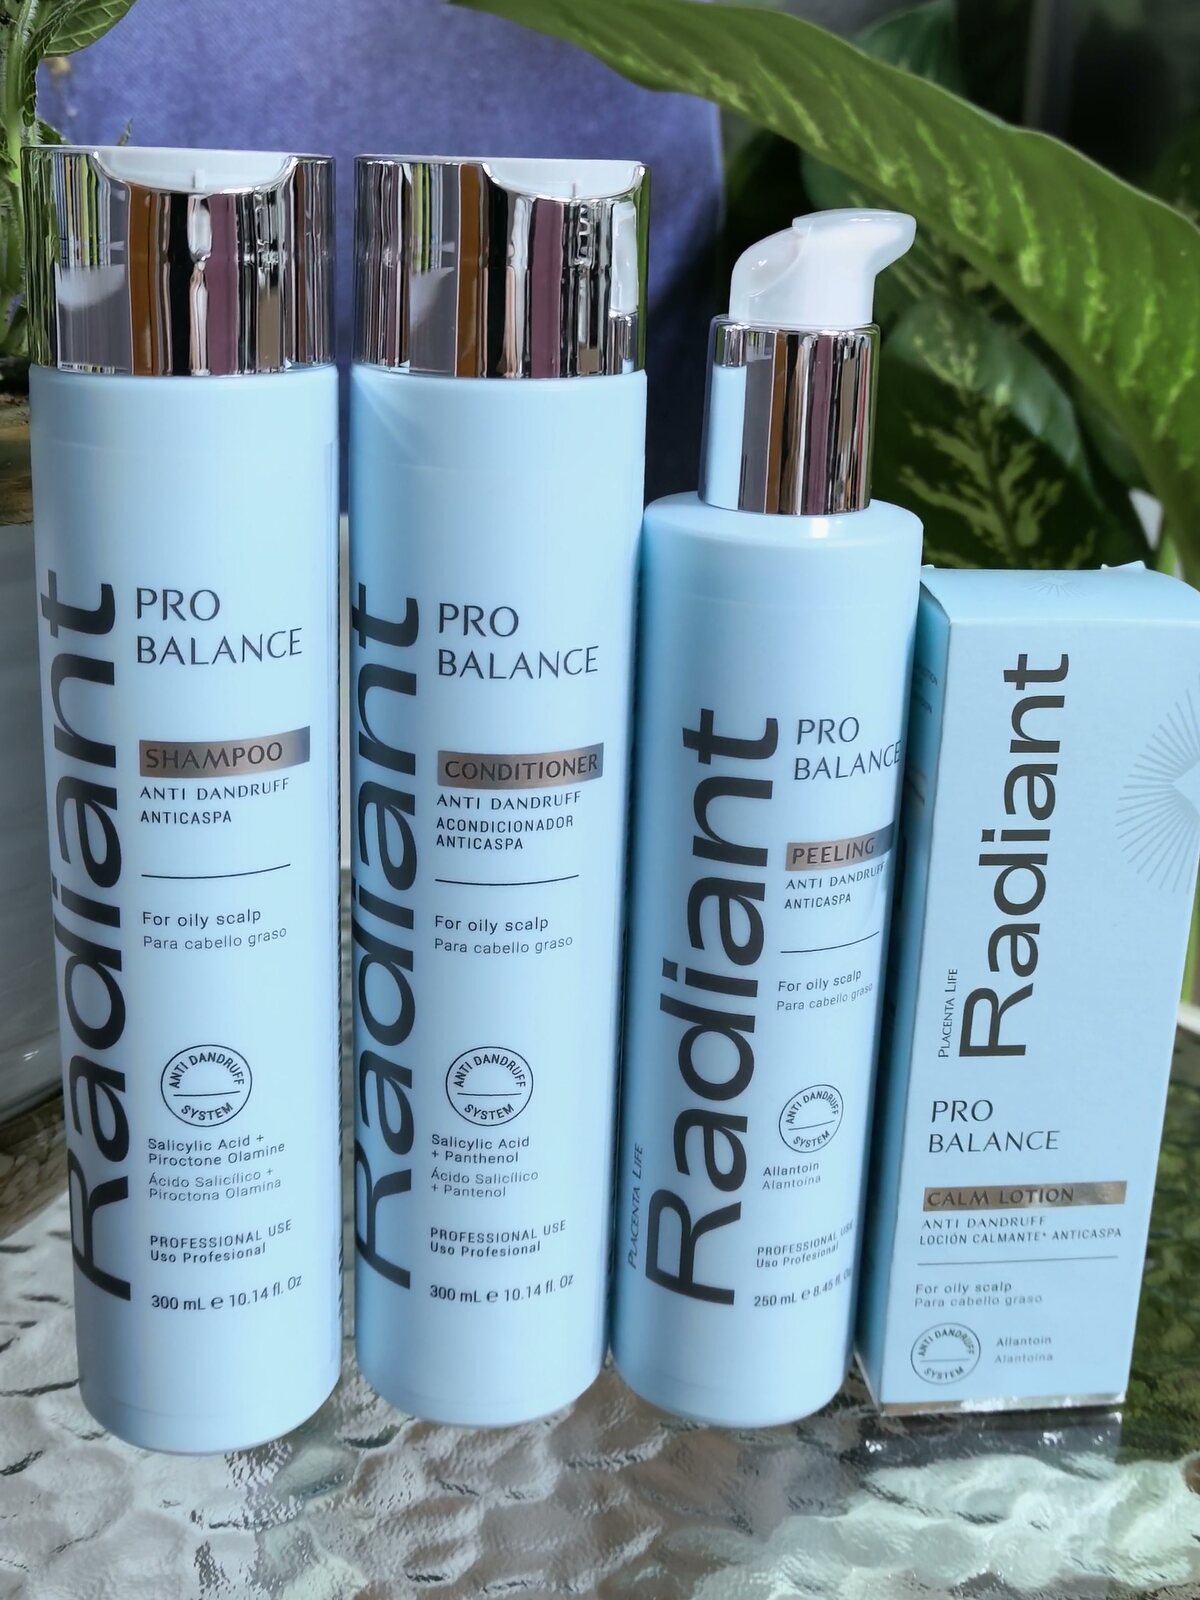 Radiant
PRO
BALANCE
SHAMPOO
ANTI DANDRUFF
ANTICASPA
For oily scalp
Para cabello graso
ANTI DANDRUFF
SYSTEM
Salicylic Acid +
Piroctone Olamine
Ácido Salicílico +
Piroctona Olamina
PROFESSIONAL USE
Uso Profesional
300 mL ℮ 10.14 fl. Oz
Radiant
PRO
BALANCE
CONDITIONER
ANTI DANDRUFF
ACONDICIONADOR
ANTICASPA
For oily scalp
Para cabello graso
ANTI DANDRUFF
SYSTEM
Salicylic Acid
+ Panthenol
Ácido Salicílico
+ Pantenol
PROFESSIONAL USE
Uso Profesional
300 mL ℮ 10.14 fl. Oz
PLACENTA LIFE
Radiant
PRO
BALANCE
PEELING
ANTI DANDRUFF
ANTICASPA
For oily scalp
Para cabello graso
ANTI DANDRUFF
SYSTEM
Allantoin
Alantoína
PROFESSIONAL USE
Uso Profesional
250 mL ℮ 8.45 fl. Oz
PLACENTA LIFE
Radiant
PRO
BALANCE
CALM LOTION
ANTI DANDRUFF
LOCIÓN CALMANTE* ANTICASPA
For oily scalp
Para cabello graso
ANTI DANDRUFF
SYSTEM
Allantoin
Alantoína